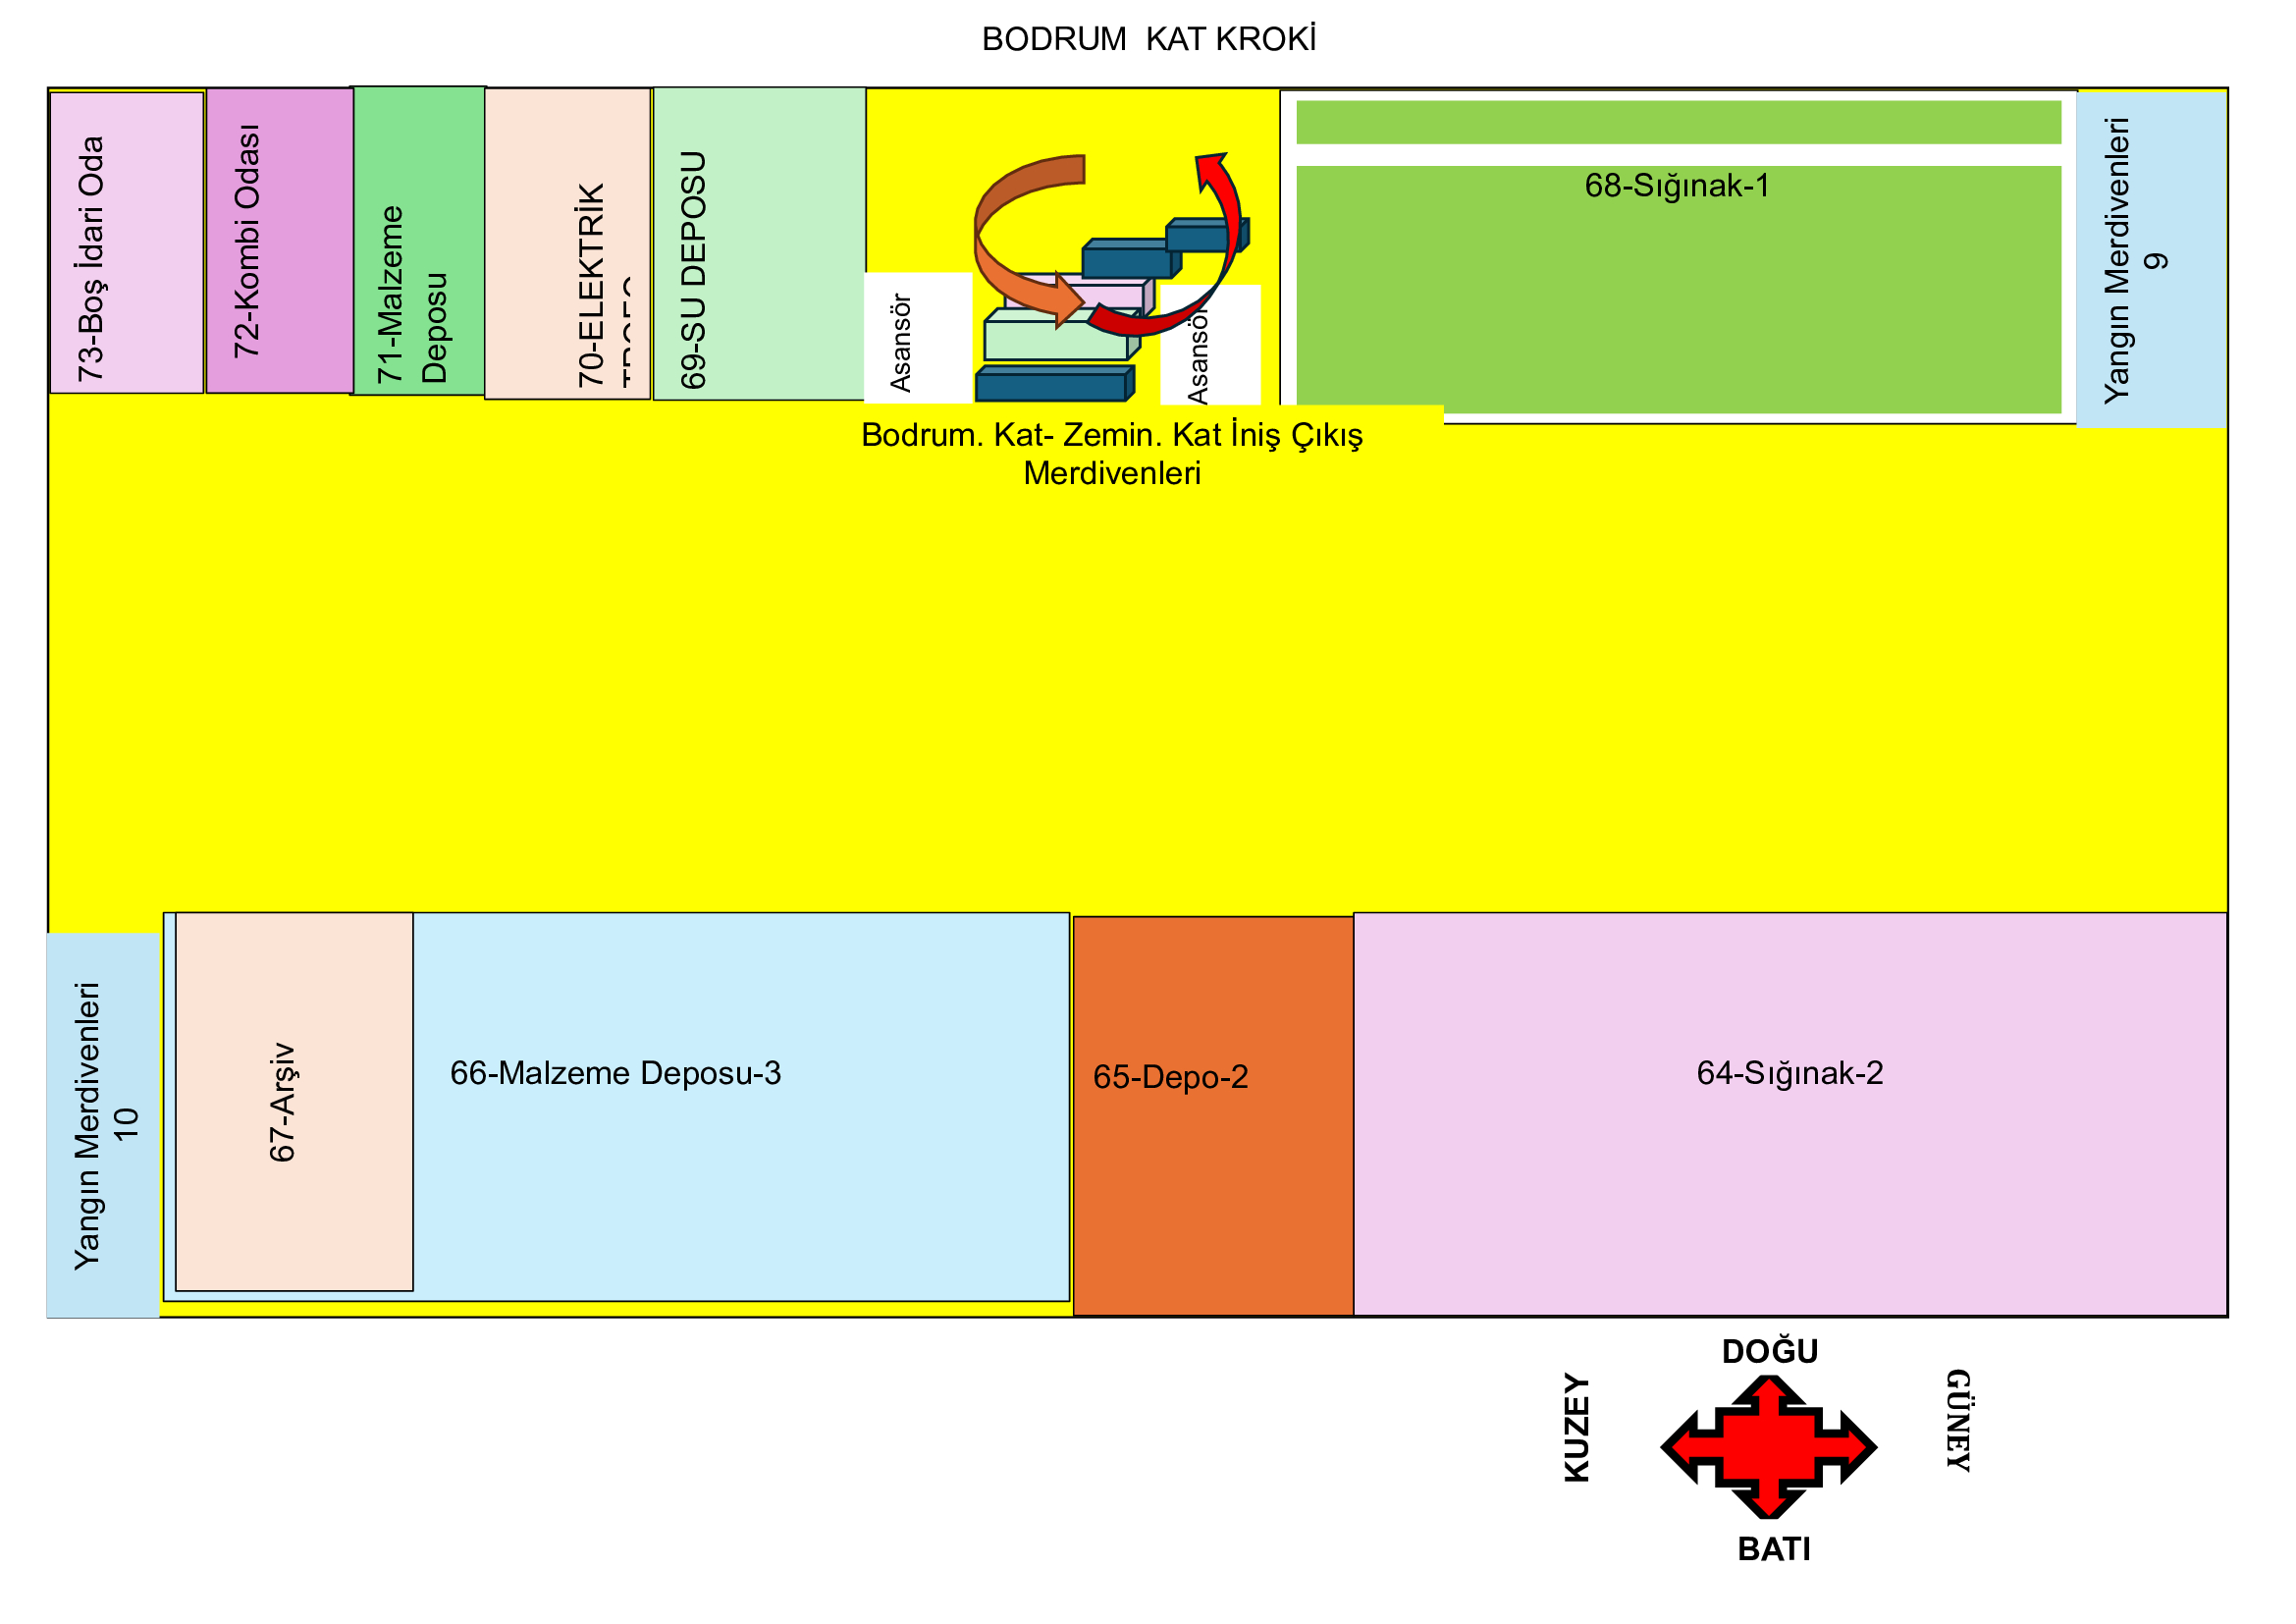 BODRUM  KAT KROKİ
73-Boş İdari Oda
72-Kombi Odası
71-Malzeme
Deposu
70-ELEKTRİK
69-SU DEPOSU
Asansör
Asansör
68-Sığınak-1
Yangın Merdivenleri
9
Bodrum. Kat- Zemin. Kat İniş Çıkış
Merdivenleri
Yangın Merdivenleri
10
67-Arşiv
66-Malzeme Deposu-3
65-Depo-2
64-Sığınak-2
DOĞU
KUZEY
GÜNEY
BATI